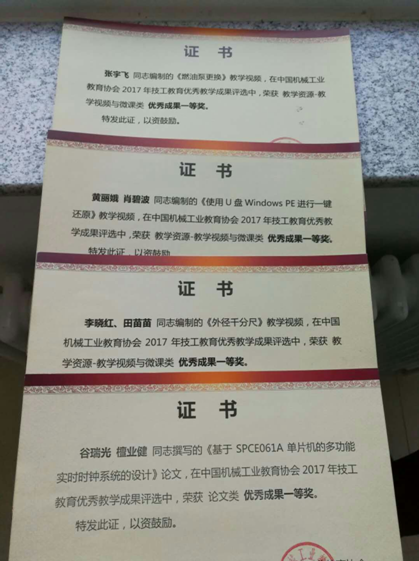 证 书
张宇飞 同志编制的《燃油泵更换》教学视频，在中国机械工业
教育协会 2017 年技工教育优秀教学成果评选中，荣获 教学资源-教
学视频与微课类 优秀成果一等奖。
特发此证，以资鼓励。
证 书
黄丽娥 肖碧波 同志编制的《使用 U 盘 Windows PE 进行一键
还原》教学视频，在中国机械工业教育协会 2017 年技工教育优秀教
学成果评选中，荣获 教学资源-教学视频与微课类 优秀成果一等奖。
特发此证，以资鼓励
证 书
李晓红、田苗苗 同志编制的《外径千分尺》教学视频，在中国
机械工业教育协会 2017 年技工教育优秀教学成果评选中，荣获 教
学资源-教学视频与微课类 优秀成果一等奖。
证 书
谷瑞光 檀业健 同志撰写的《基于 SPCE061A 单片机的多功能
实时时钟系统的设计》论文，在中国机械工业教育协会 2017 年技工
教育优秀教学成果评选中，荣获 论文类 优秀成果一等奖。
特发此证，以资鼓励。